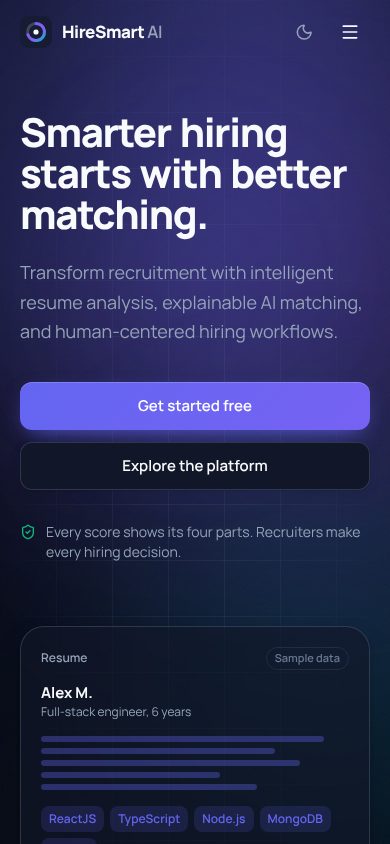 HireSmart AI
Smarter hiring
starts with better
matching.
Transform recruitment with intelligent
resume analysis, explainable AI matching,
and human-centered hiring workflows.
Get started free
Explore the platform
Every score shows its four parts. Recruiters make
every hiring decision.
Resume
Sample data
Alex M.
Full-stack engineer, 6 years
ReactJS TypeScript Node.js MongoDB